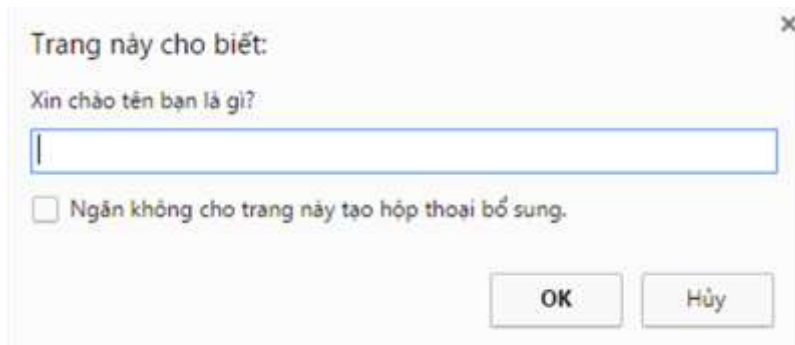 Trang này cho biết:
Xin chào tên bạn là gì?
Ngăn không cho trang này tạo hộp thoại bổ sung.
OK Hủy